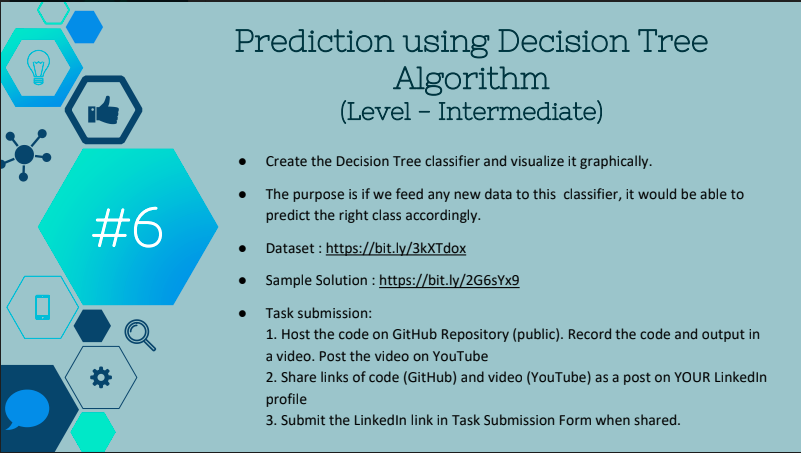 Prediction using Decision Tree
Algorithm
(Level – Intermediate)
● Create the Decision Tree classifier and visualize it graphically.
● The purpose is if we feed any new data to this  classifier, it would be able to
predict the right class accordingly.
#6
● Dataset : https://bit.ly/3kXTdox
● Sample Solution : https://bit.ly/2G6sYx9
● Task submission:
1. Host the code on GitHub Repository (public). Record the code and output in
a video. Post the video on YouTube
2. Share links of code (GitHub) and video (YouTube) as a post on YOUR LinkedIn
profile
3. Submit the LinkedIn link in Task Submission Form when shared.